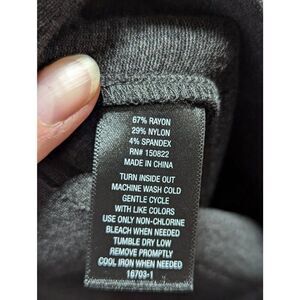 67% RAYON
29% NYLON
4% SPANDEX
RN# 150822
MADE IN CHINA
TURN INSIDE OUT
MACHINE WASH COLD
GENTLE CYCLE
WITH LIKE COLORS
USE ONLY NON-CHLORINE
BLEACH WHEN NEEDED
TUMBLE DRY LOW
REMOVE PROMPTLY
COOL IRON WHEN NEEDED
16703-1